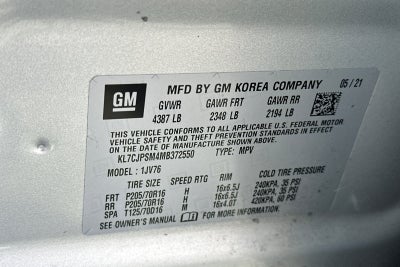 GM
MFD BY GM KOREA COMPANY 05/21
GVWR GAWR FRT GAWR RR
4387 LB 2348 LB 2194 LB
THIS VEHICLE CONFORMS TO ALL APPLICABLE U.S. FEDERAL MOTOR
VEHICLE SAFETY AND THEFT PREVENTION STANDARDS IN EFFECT ON
THE DATE OF MANUFACTURE SHOWN ABOVE.
KL7CJPSM4MB372550 TYPE: MPV
MODEL: 1JV76
TIRE SIZE SPEED RTG RIM COLD TIRE PRESSURE
FRT P205/70R16 H 16x6.5J 240KPA, 35 PSI
RR P205/70R16 H 16x6.5J 240KPA, 35 PSI
SPA T125/70D16 M 16x4.0T 420KPA, 60 PSI
SEE OWNER'S MANUAL FOR MORE INFORMATION.